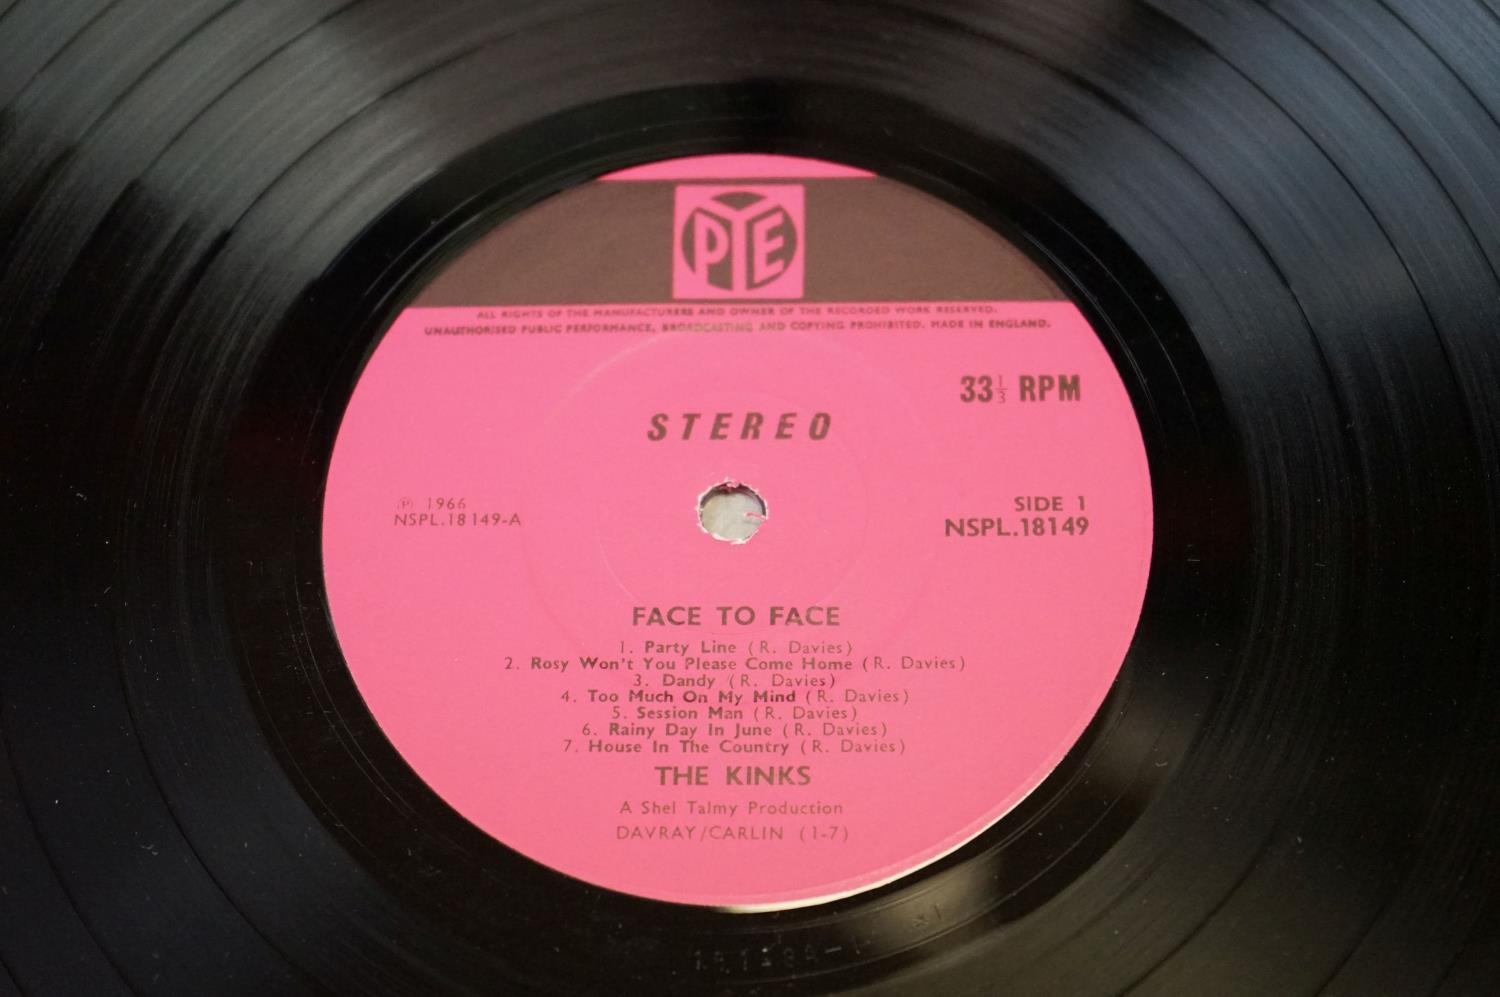 PYE
ALL RIGHTS OF THE MANUFACTURERS AND OWNER OF THE RECORDED WORK RESERVED.
UNAUTHORISED PUBLIC PERFORMANCE, BROADCASTING AND COPYING PROHIBITED. MADE IN ENGLAND.
33⅓ RPM
STEREO
℗ 1966
NSPL.18149-A
SIDE 1
NSPL.18149
FACE TO FACE
1. Party Line (R. Davies)
2. Rosy Won't You Please Come Home (R. Davies)
3. Dandy (R. Davies)
4. Too Much On My Mind (R. Davies)
5. Session Man (R. Davies)
6. Rainy Day In June (R. Davies)
7. House In The Country (R. Davies)
THE KINKS
A Shel Talmy Production
DAVRAY/CARLIN (1-7)